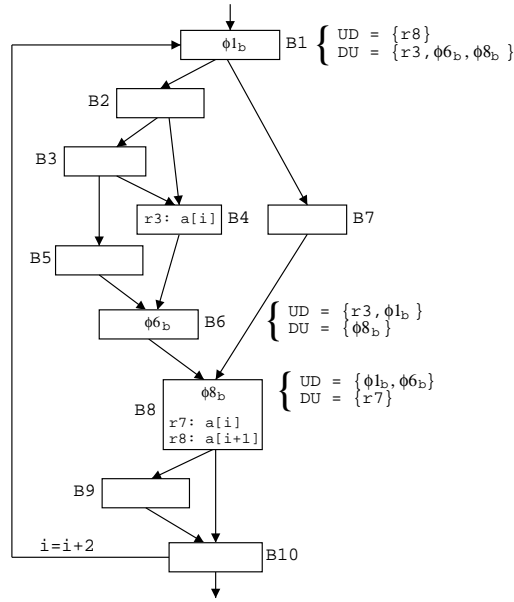 ϕ1b B1 { UD = {r8}
DU = {r3,ϕ6b,ϕ8b }
B2
B3
r3: a[i] B4
B7
B5
ϕ6b B6
{ UD = {r3,ϕ1b }
DU = {ϕ8b}
{ UD = {ϕ1b,ϕ6b}
DU = {r7}
ϕ8b
B8
r7: a[i]
r8: a[i+1]
B9
i=i+2
B10